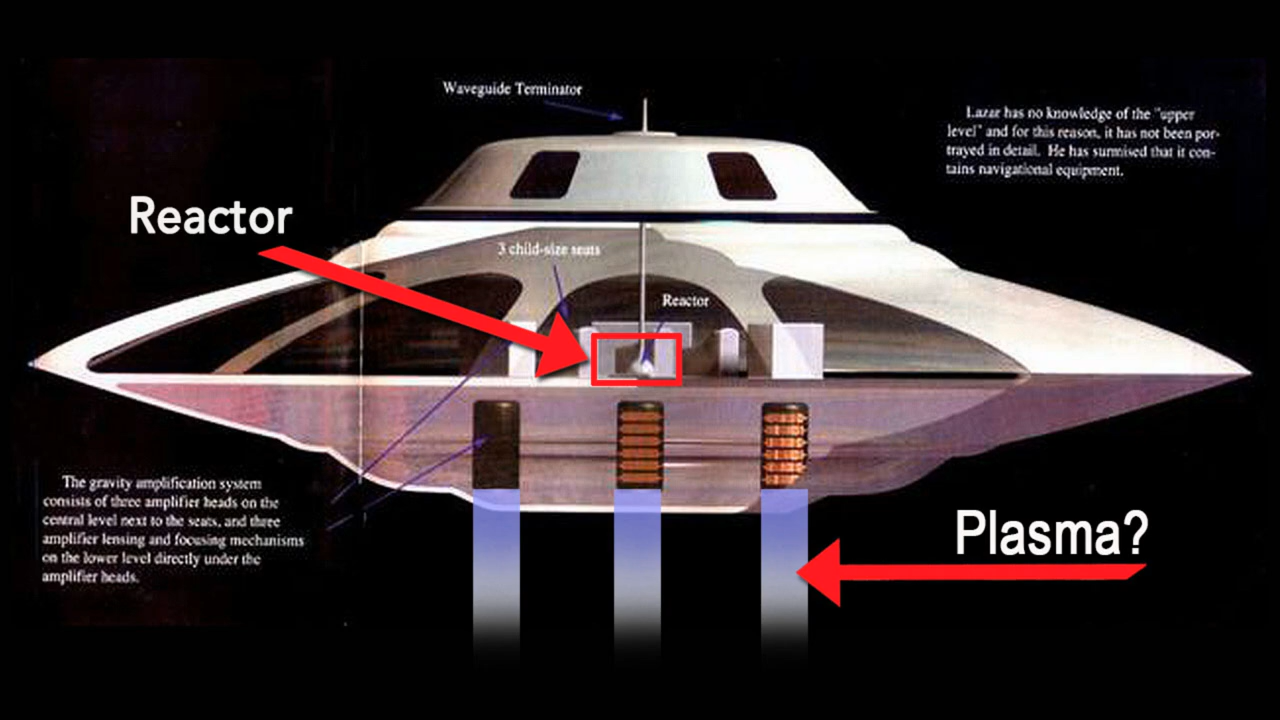 Waveguide Terminator
Lazar has no knowledge of the "upper
level" and for this reason, it has not been por-
trayed in detail. He has surmised that it con-
tains navigational equipment.
Reactor
3 child-size seats
Reactor
The gravity amplification system
consists of three amplifier heads on the
central level next to the seats, and three
amplifier lensing and focusing mechanisms
on the lower level directly under the
amplifier heads.
Plasma?